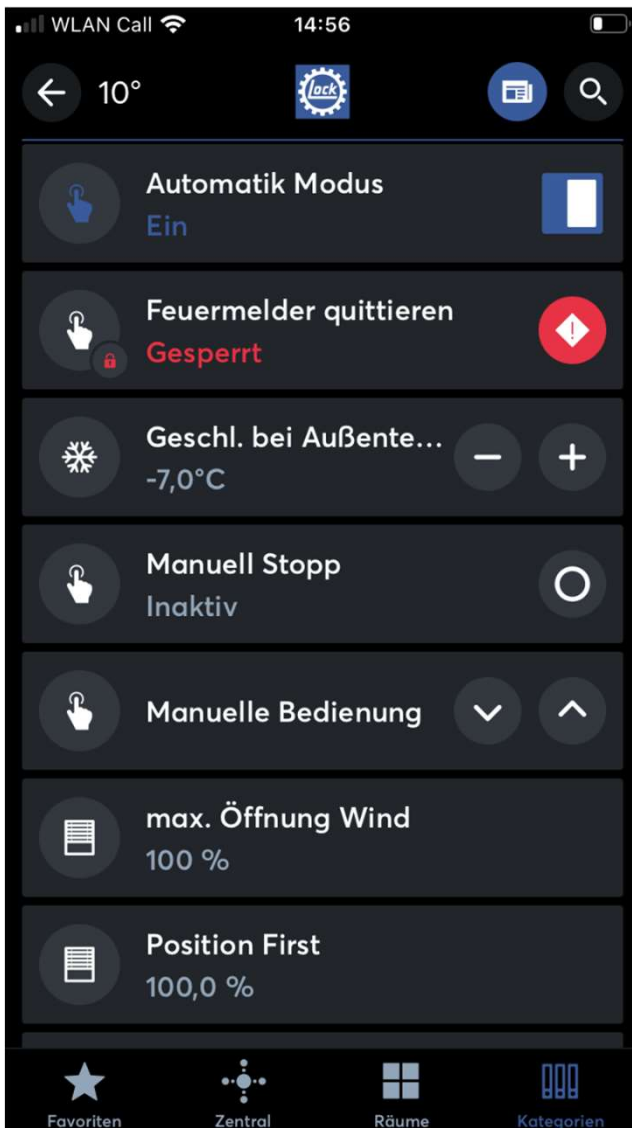 WLAN Call
14:56
10°
Lock
Automatik Modus
Ein
Feuermelder quittieren
Gesperrt
!
Geschl. bei Außente...
-7,0°C
Manuell Stopp
Inaktiv
Manuelle Bedienung
max. Öffnung Wind
100 %
Position First
100,0 %
Favoriten
Zentral
Räume
Kategorien